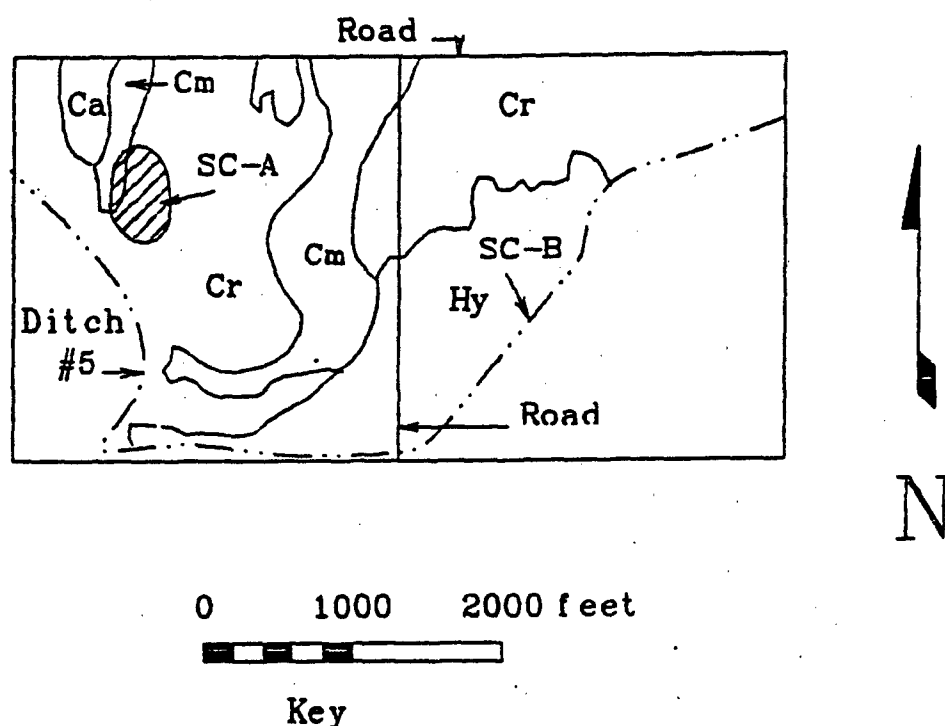 Road
Cm
Ca
Cr
SC-A
Cm
SC-B
Cr
Hy
Ditch
#5
Road
N
0 1000 2000 feet
Key